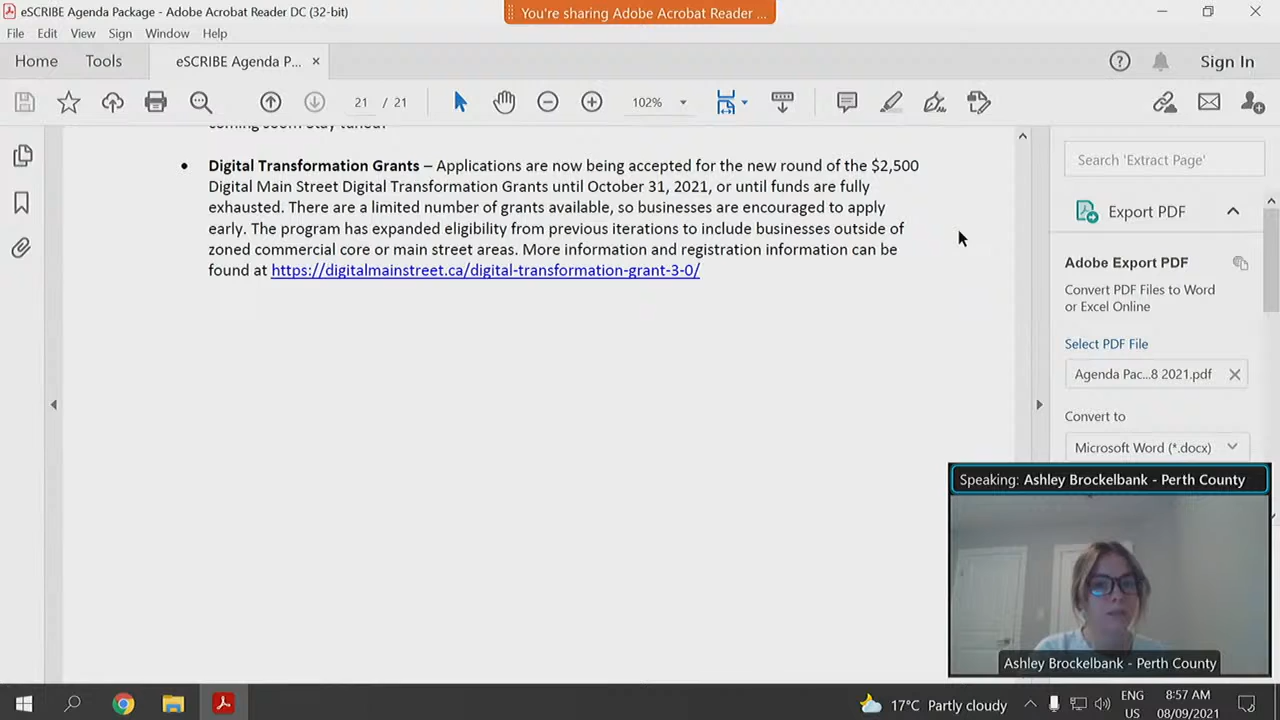 eSCRIBE Agenda Package - Adobe Acrobat Reader DC (32-bit)
You're sharing Adobe Acrobat Reader ...
File Edit View Sign Window Help
Home Tools eSCRIBE Agenda P... ×
Sign In
21 / 21 102%
Digital Transformation Grants – Applications are now being accepted for the new round of the $2,500
Digital Main Street Digital Transformation Grants until October 31, 2021, or until funds are fully
exhausted. There are a limited number of grants available, so businesses are encouraged to apply
early. The program has expanded eligibility from previous iterations to include businesses outside of
zoned commercial core or main street areas. More information and registration information can be
found at https://digitalmainstreet.ca/digital-transformation-grant-3-0/
Search 'Extract Page'
Export PDF
Adobe Export PDF
Convert PDF Files to Word
or Excel Online
Select PDF File
Agenda Pac...8 2021.pdf
Convert to
Microsoft Word (*.docx)
Speaking: Ashley Brockelbank - Perth County
Ashley Brockelbank - Perth County
17°C Partly cloudy
ENG
US
8:57 AM
08/09/2021